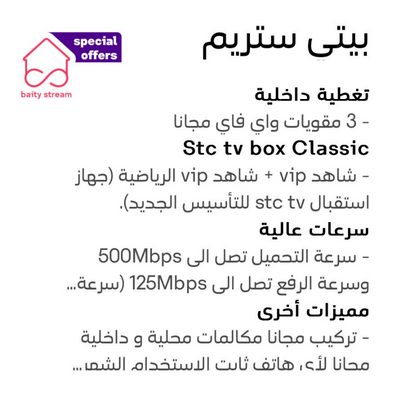 special
offers
baity stream
بيتي ستريم
تغطية داخلية
- 3 مقويات واي فاي مجانا
Stc tv box Classic
- شاهد vip + شاهد vip الرياضية (جهاز
استقبال stc tv للتأسيس الجديد).
سرعات عالية
- سرعة التحميل تصل الى 500Mbps
وسرعة الرفع تصل الى 125Mbps (سرعة...
مميزات أخرى
- تركيب مجانا مكالمات محلية و داخلية
مجانا لأي هاتف ثابت الاستخدام الشهر...